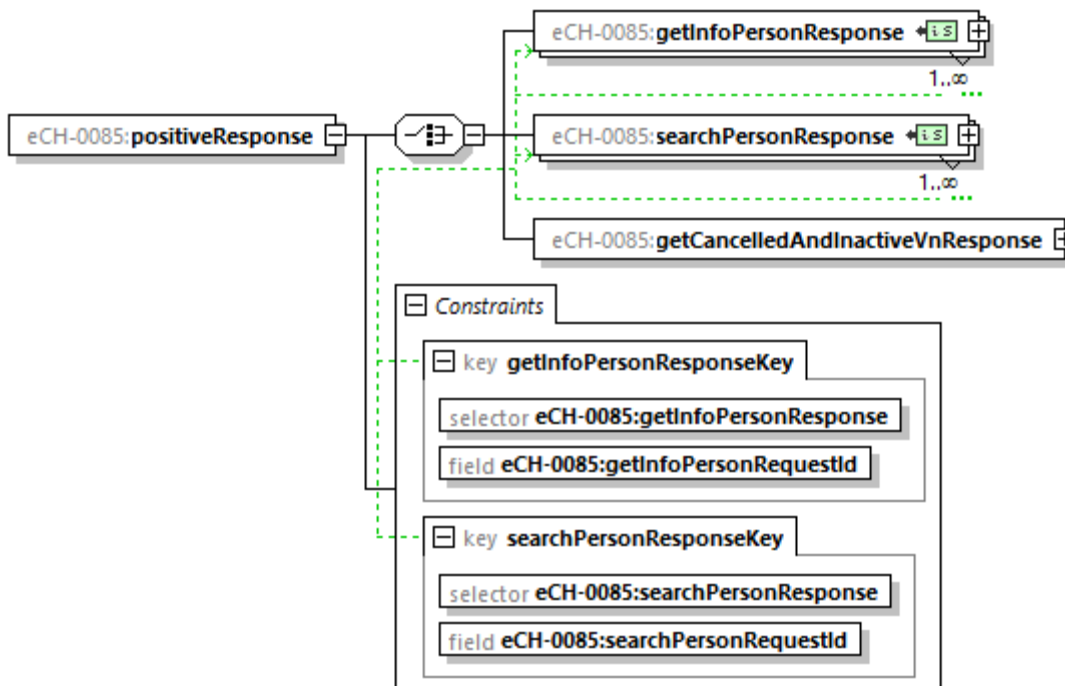 eCH-0085:getInfoPersonResponse
1..∞
eCH-0085:positiveResponse
eCH-0085:searchPersonResponse
1..∞
eCH-0085:getCancelledAndInactiveVnResponse
Constraints
key getInfoPersonResponseKey
selector eCH-0085:getInfoPersonResponse
field eCH-0085:getInfoPersonRequestId
key searchPersonResponseKey
selector eCH-0085:searchPersonResponse
field eCH-0085:searchPersonRequestId